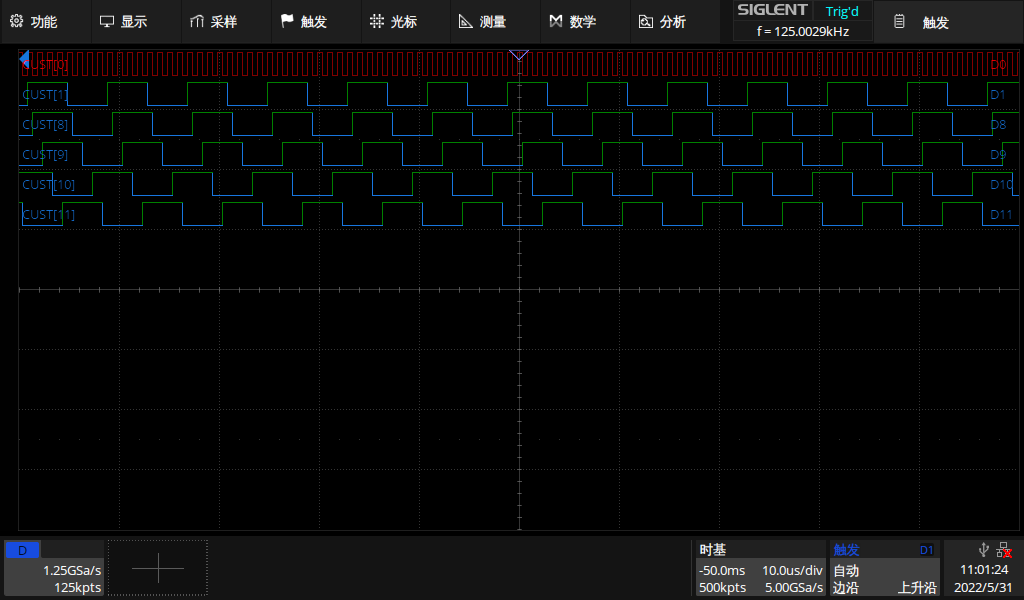 功能 显示 采样 触发 光标 测量 数学 分析 SIGLENT Trig'd 触发
f = 125.0029kHz
CUST[0] D0
CUST[1] D1
CUST[8] D8
CUST[9] D9
CUST[10] D10
CUST[11] D11
D 时基 触发 D1
1.25GSa/s -50.0ms 10.0us/div 自动 11:01:24
125kpts 500kpts 5.00GSa/s 边沿 上升沿 2022/5/31